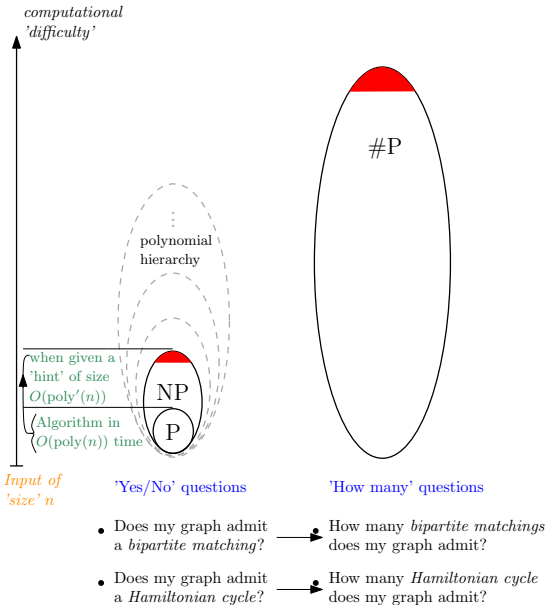 computational
'difficulty'
#P
⋮
polynomial
hierarchy
when given a
'hint' of size
O(poly′(n))
NP
Algorithm in
O(poly(n)) time
P
Input of
'size' n
'Yes/No' questions
'How many' questions
• Does my graph admit
a bipartite matching?
• How many bipartite matchings
does my graph admit?
• Does my graph admit
a Hamiltonian cycle?
• How many Hamiltonian cycle
does my graph admit?